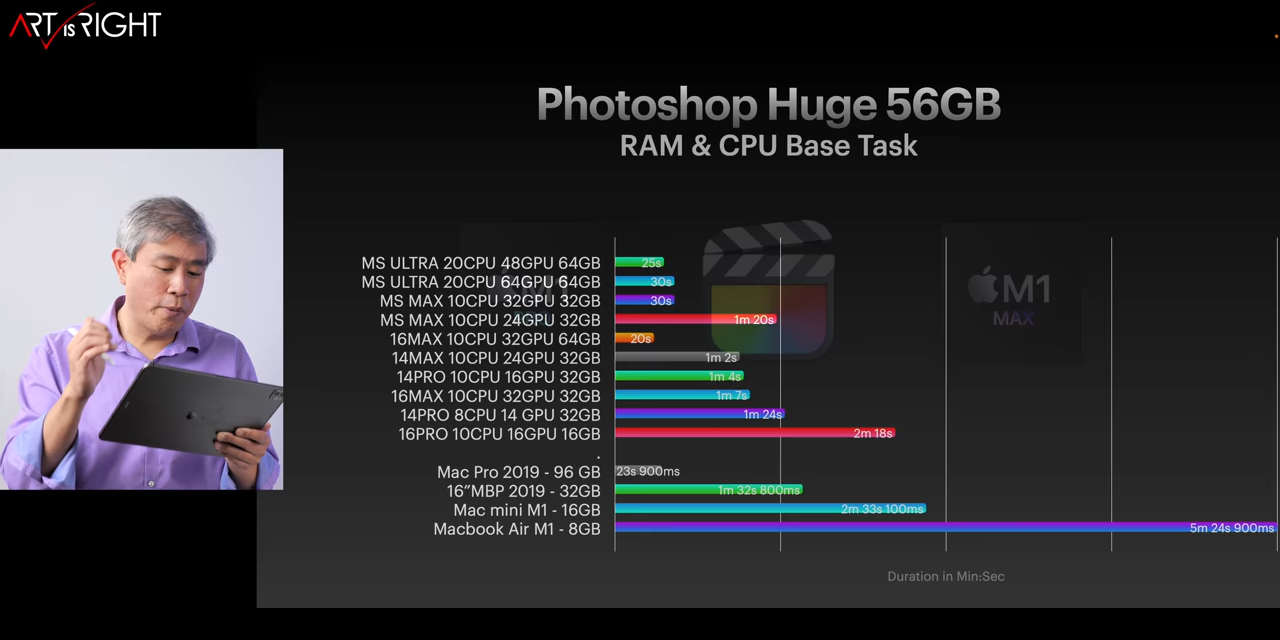 ART IS RIGHT
Photoshop Huge 56GB
RAM & CPU Base Task
MS ULTRA 20CPU 48GPU 64GB 25s
MS ULTRA 20CPU 64GPU 64GB 30s
MS MAX 10CPU 32GPU 32GB 30s
MS MAX 10CPU 24GPU 32GB 1m 20s
16MAX 10CPU 32GPU 64GB 20s
14MAX 10CPU 24GPU 32GB 1m 2s
14PRO 10CPU 16GPU 32GB 1m 4s
16MAX 10CPU 32GPU 32GB 1m 7s
14PRO 8CPU 14 GPU 32GB 1m 24s
16PRO 10CPU 16GPU 16GB 2m 18s
.
Mac Pro 2019 - 96 GB 23s 900ms
16”MBP 2019 - 32GB 1m 32s 800ms
Mac mini M1 - 16GB 2m 33s 100ms
Macbook Air M1 - 8GB 5m 24s 900ms
M1
MAX
Duration in Min:Sec